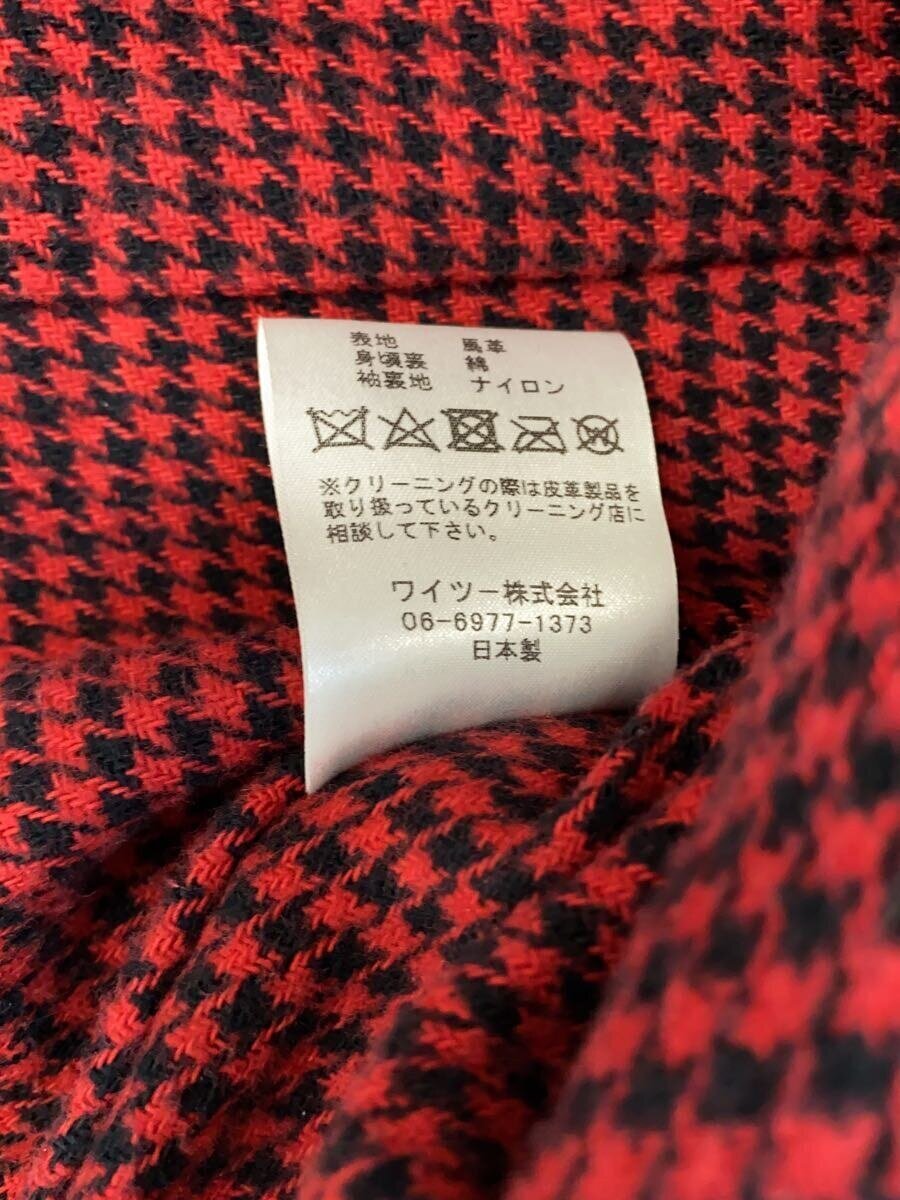 表地 馬革
身頃裏 綿
袖裏地 ナイロン
※クリーニングの際は皮革製品を
取り扱っているクリーニング店に
相談して下さい。
ワイツー株式会社
06-6977-1373
日本製